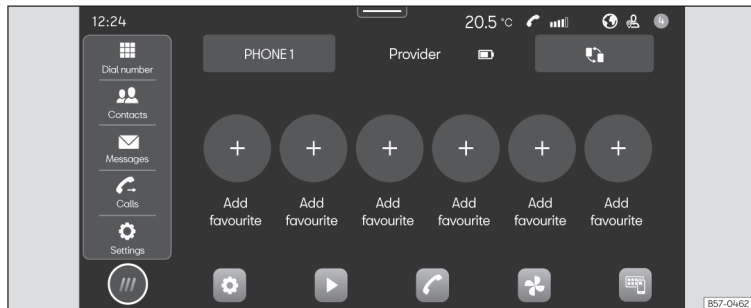 12:24
20.5 °C
4
Dial number
Contacts
Messages
Calls
Settings
PHONE 1
Provider
Add favourite
Add favourite
Add favourite
Add favourite
Add favourite
Add favourite
B57-0462